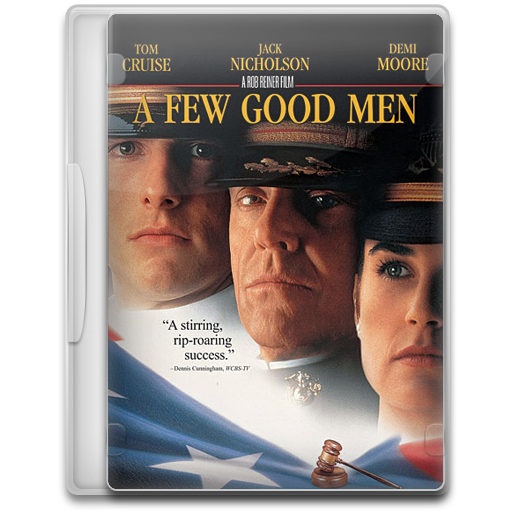 TOM JACK DEMI
CRUISE NICHOLSON MOORE
A ROB REINER FILM
A FEW GOOD MEN
"A stirring,
rip-roaring
success."
–Dennis Cunningham, WCBS-TV